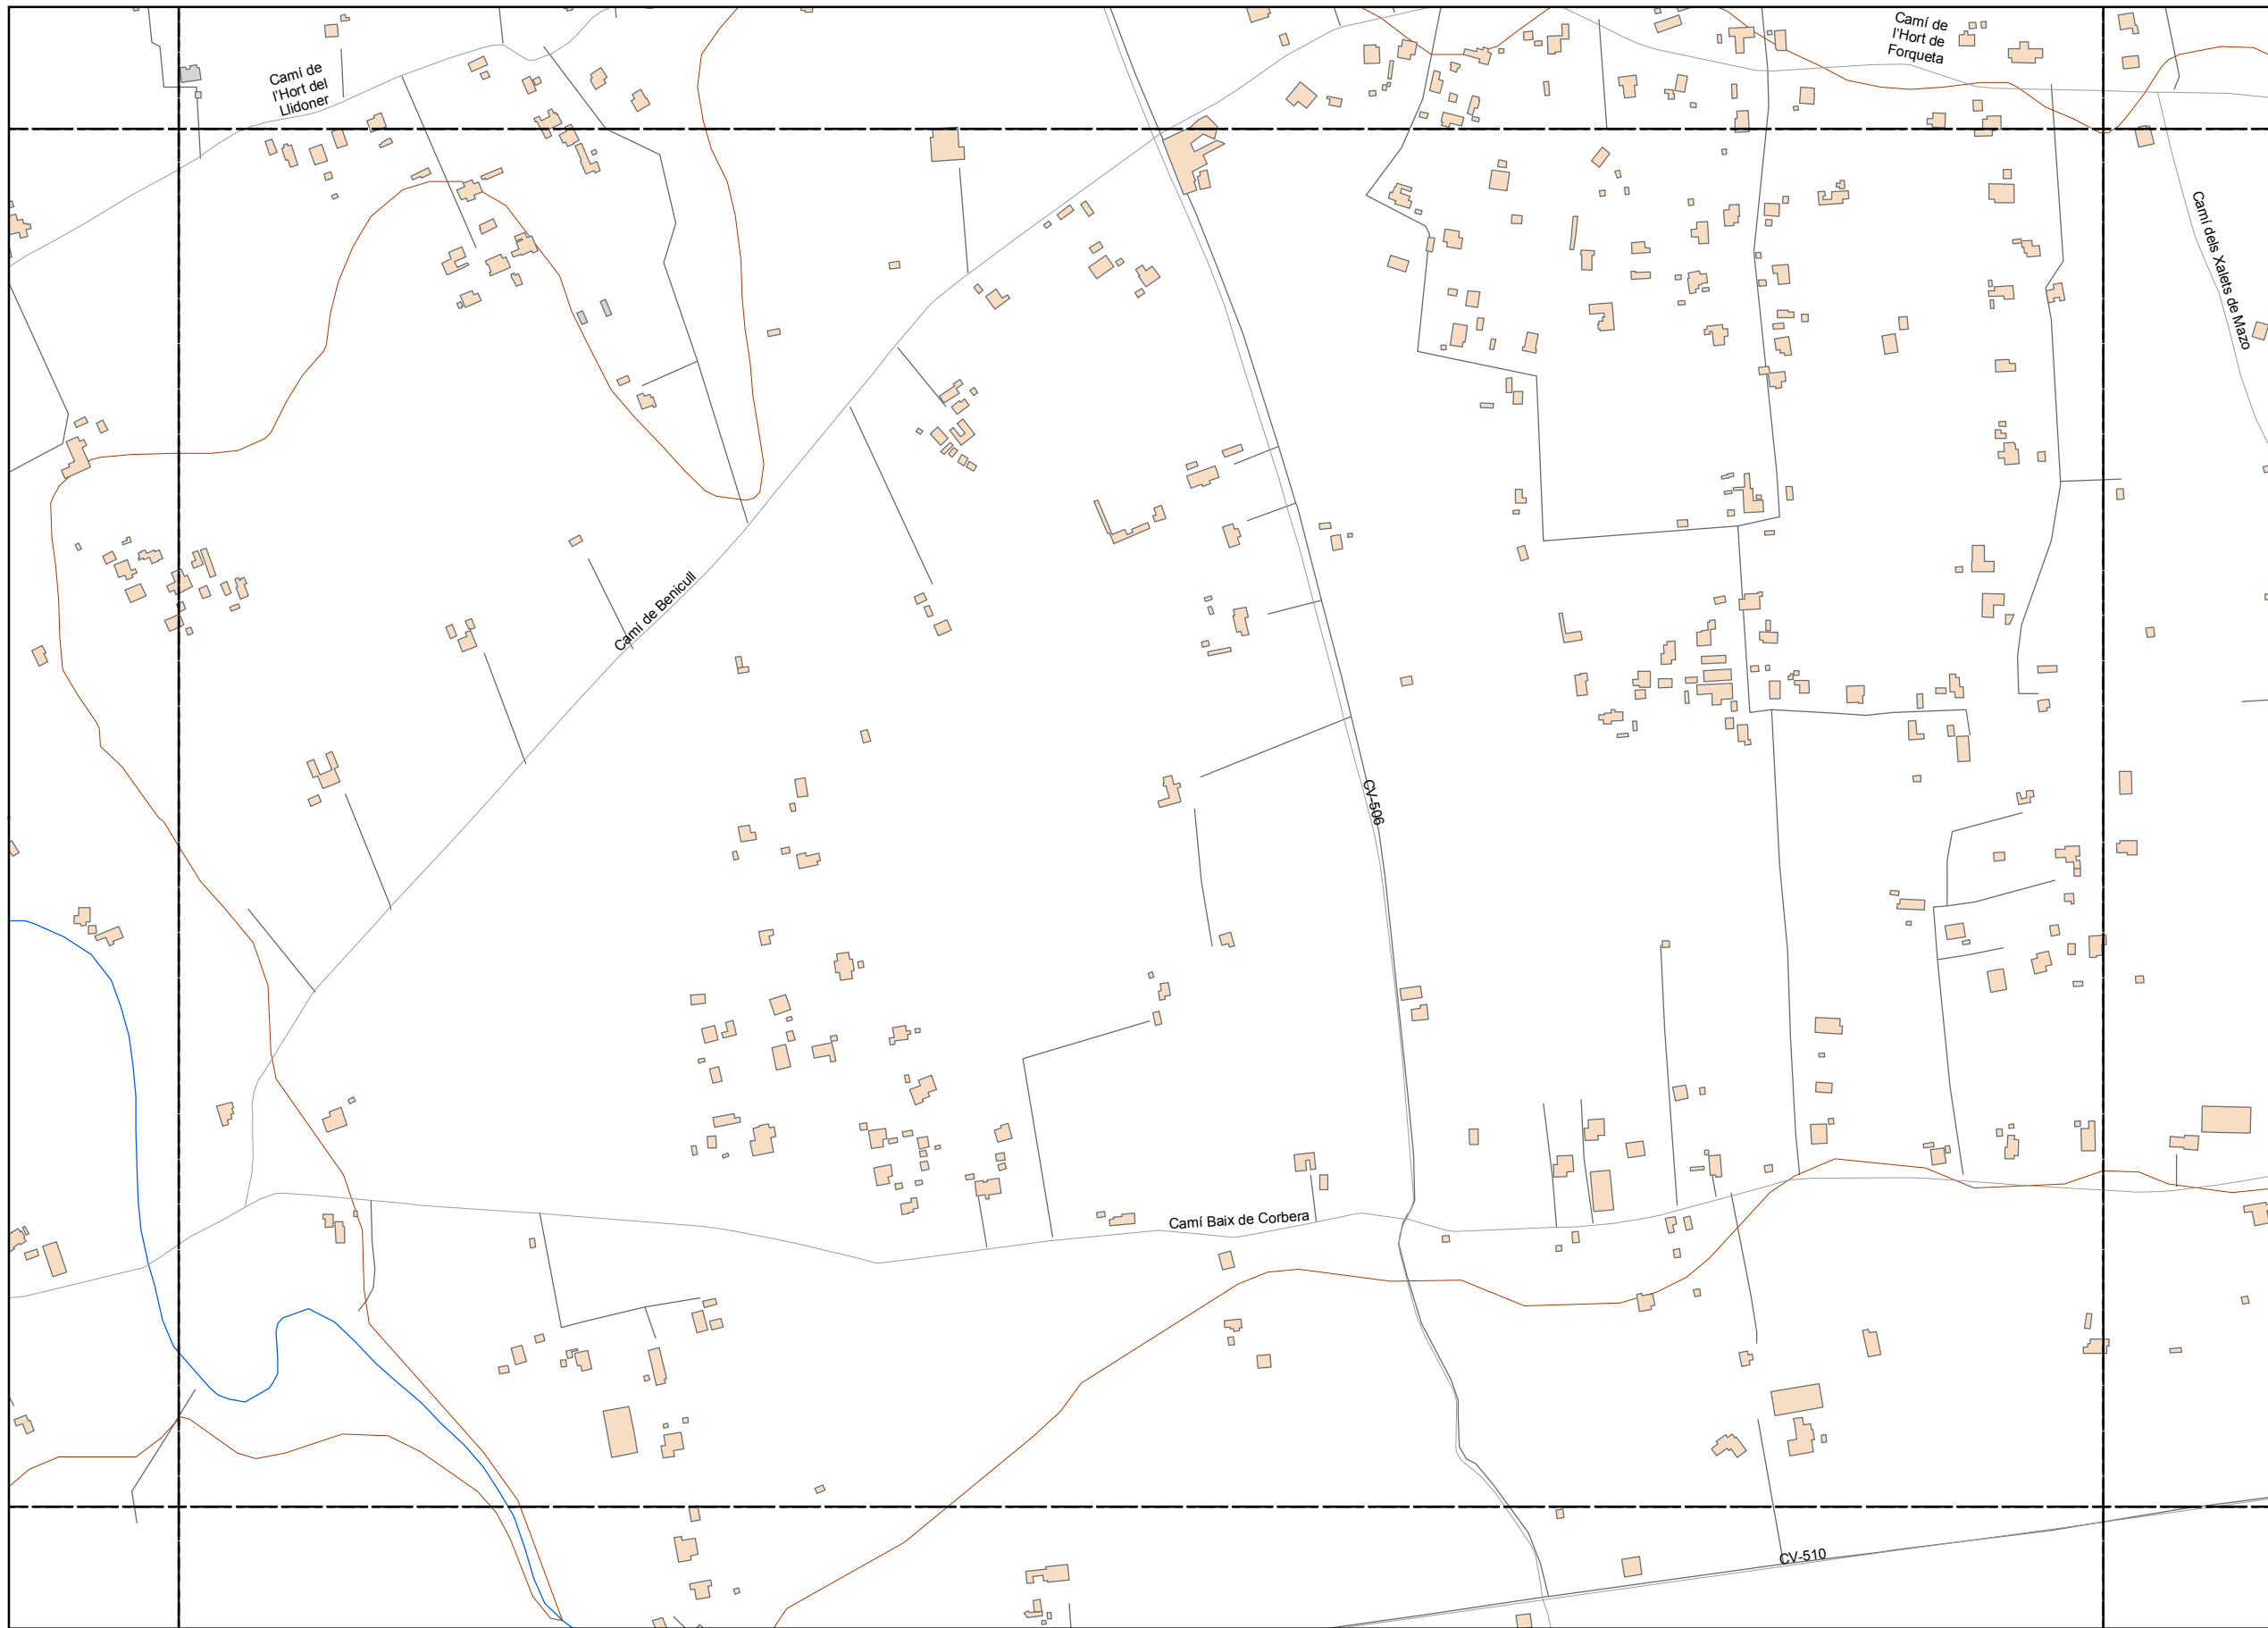 Camí de
l'Hort de
Forqueta
Camí de
l'Hort del
Llidoner
Camí dels Xalets de Mazo
Camí de Benicull
CV-506
Camí Baix de Corbera
CV-510